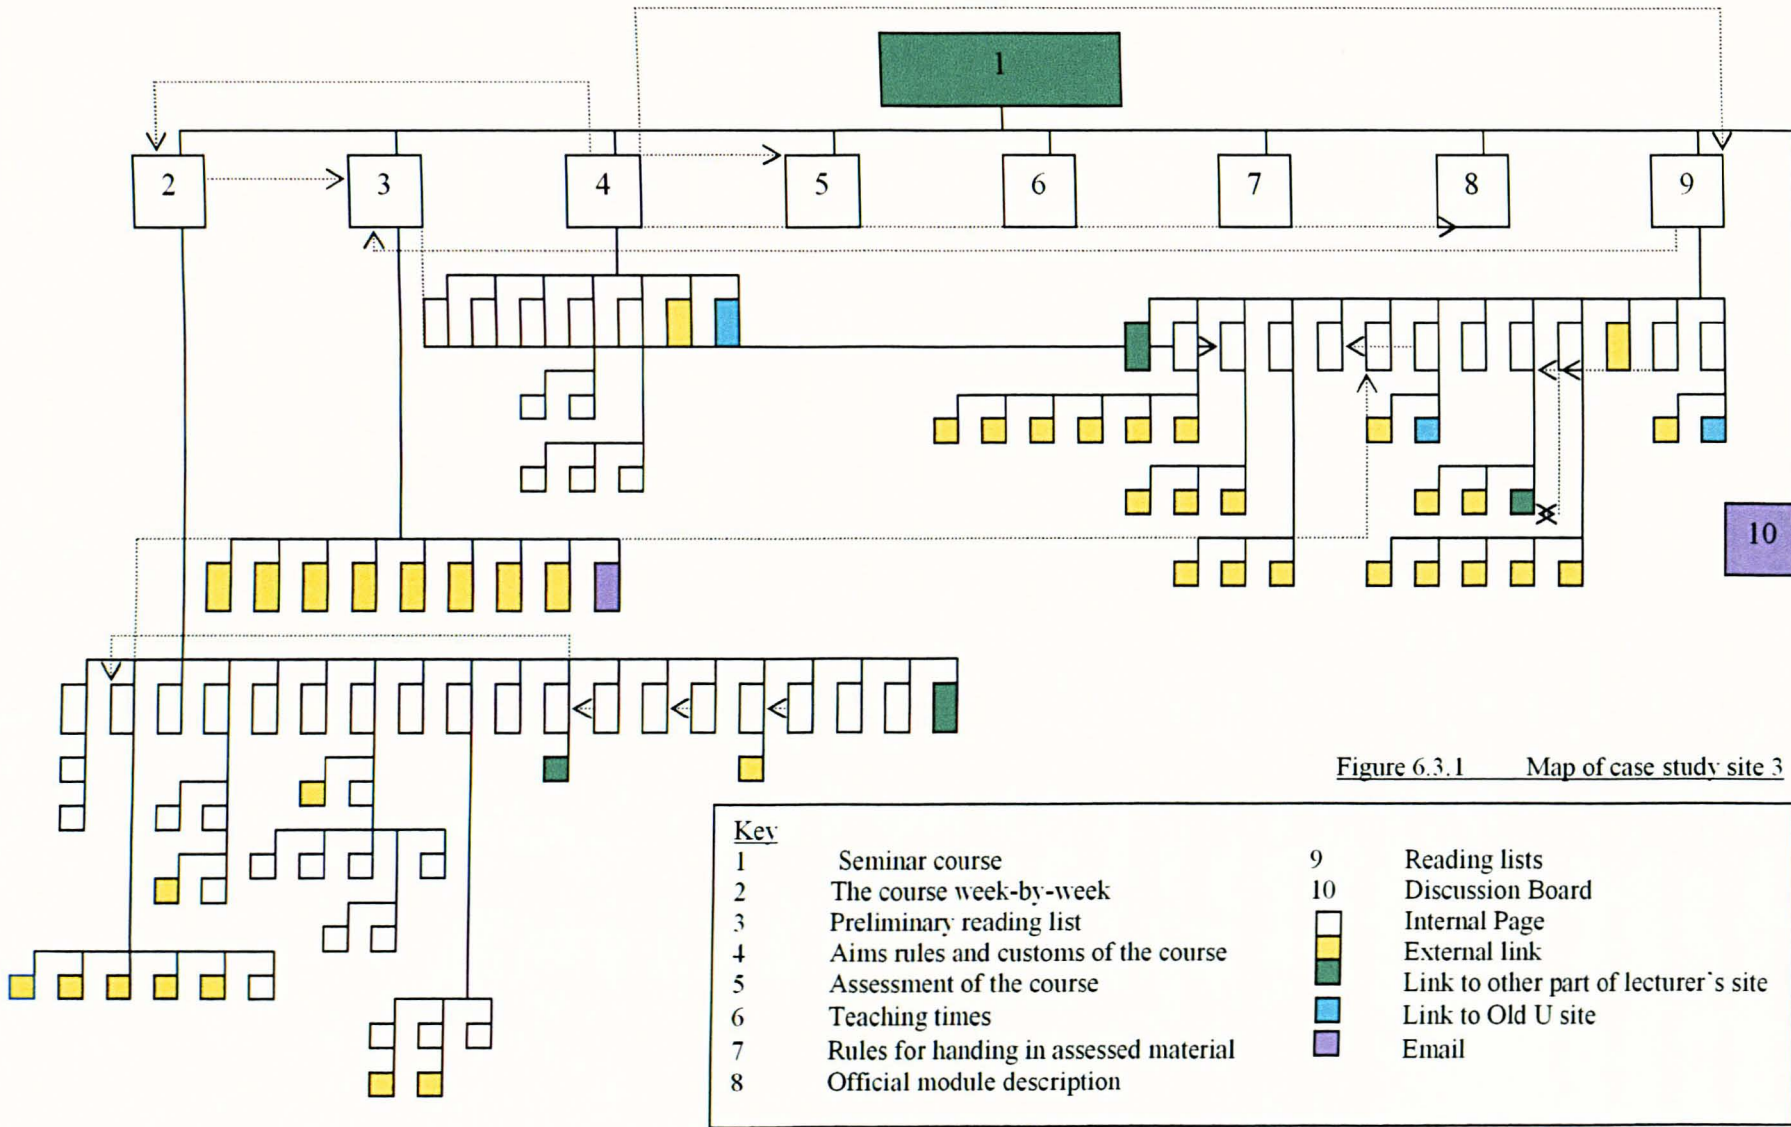 1
2 3 4 5 6 7 8 9
10
Figure 6.3.1 Map of case study site 3
Key
1 Seminar course
2 The course week-by-week
3 Preliminary reading list
4 Aims rules and customs of the course
5 Assessment of the course
6 Teaching times
7 Rules for handing in assessed material
8 Official module description
9 Reading lists
10 Discussion Board
Internal Page
External link
Link to other part of lecturer's site
Link to Old U site
Email